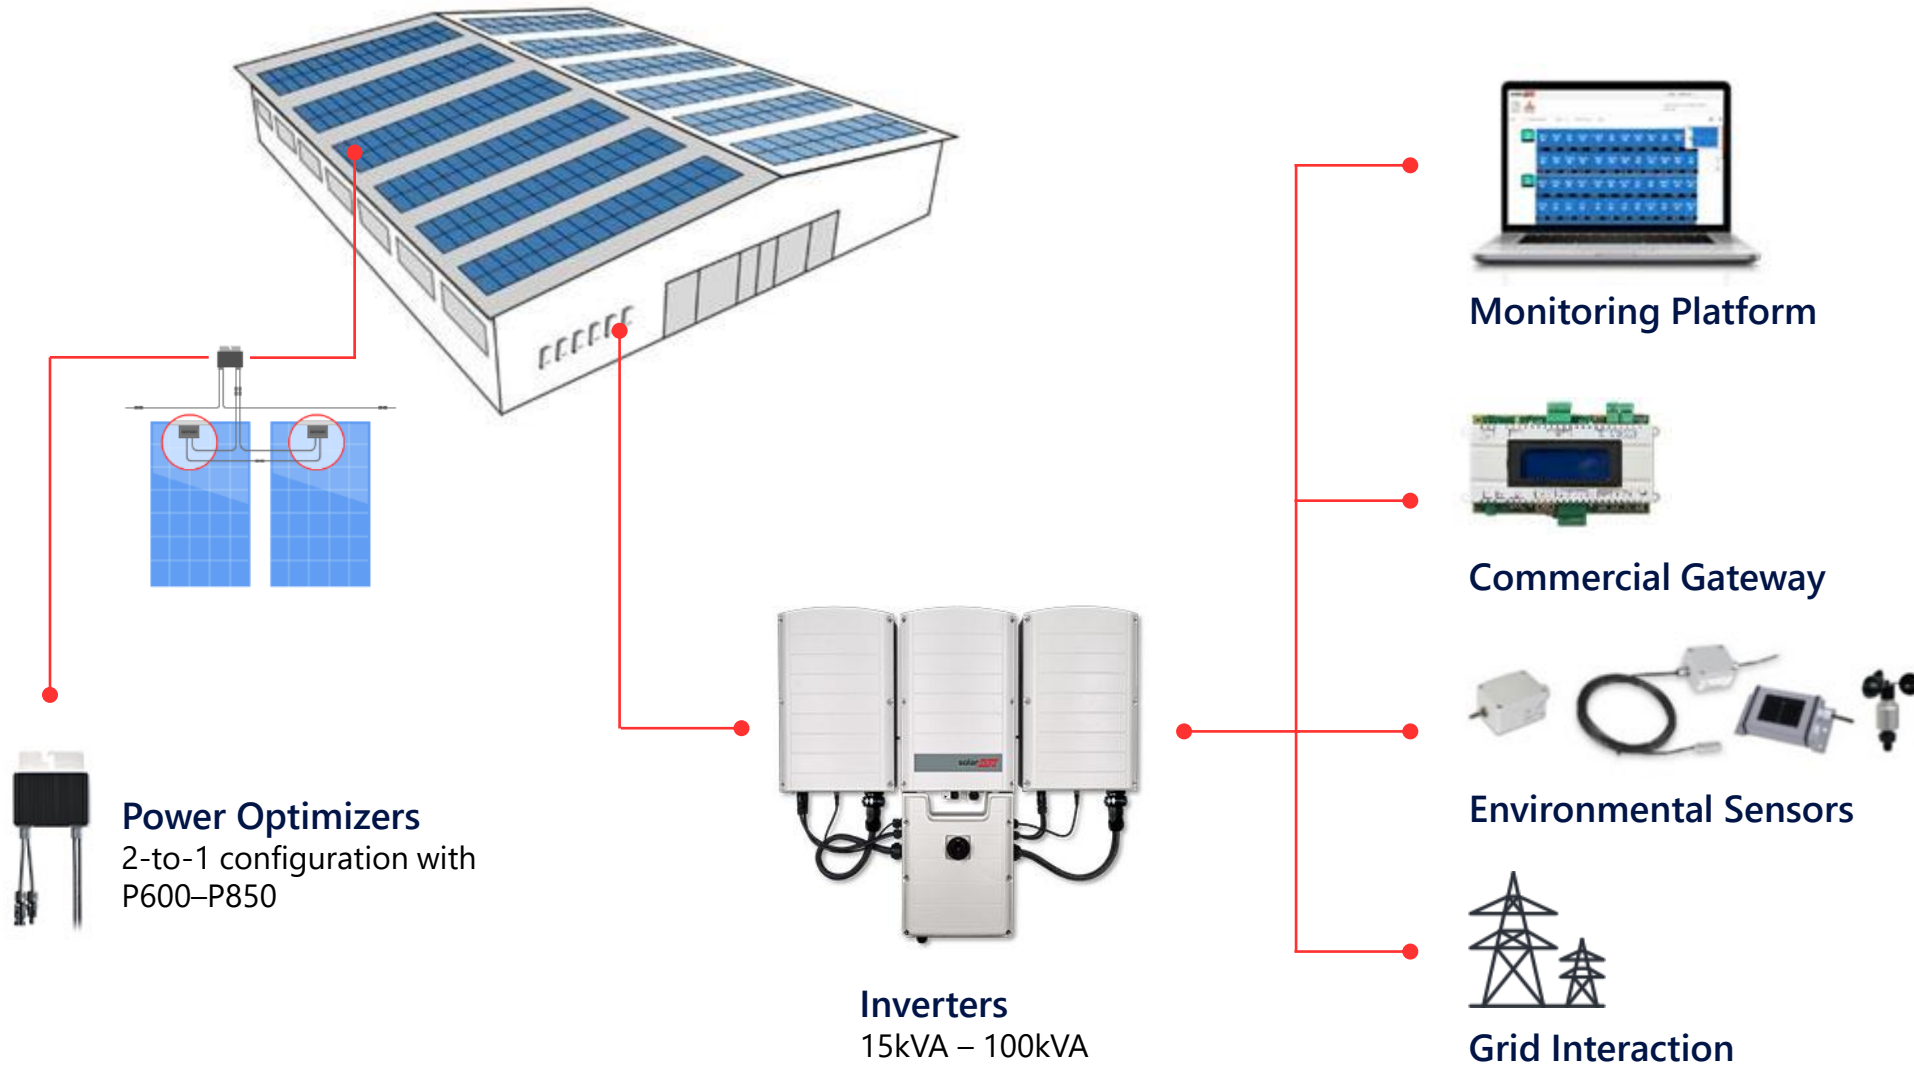 Monitoring Platform
Commercial Gateway
solaredge
Power Optimizers
2-to-1 configuration with
P600–P850
Environmental Sensors
Inverters
15kVA – 100kVA
Grid Interaction